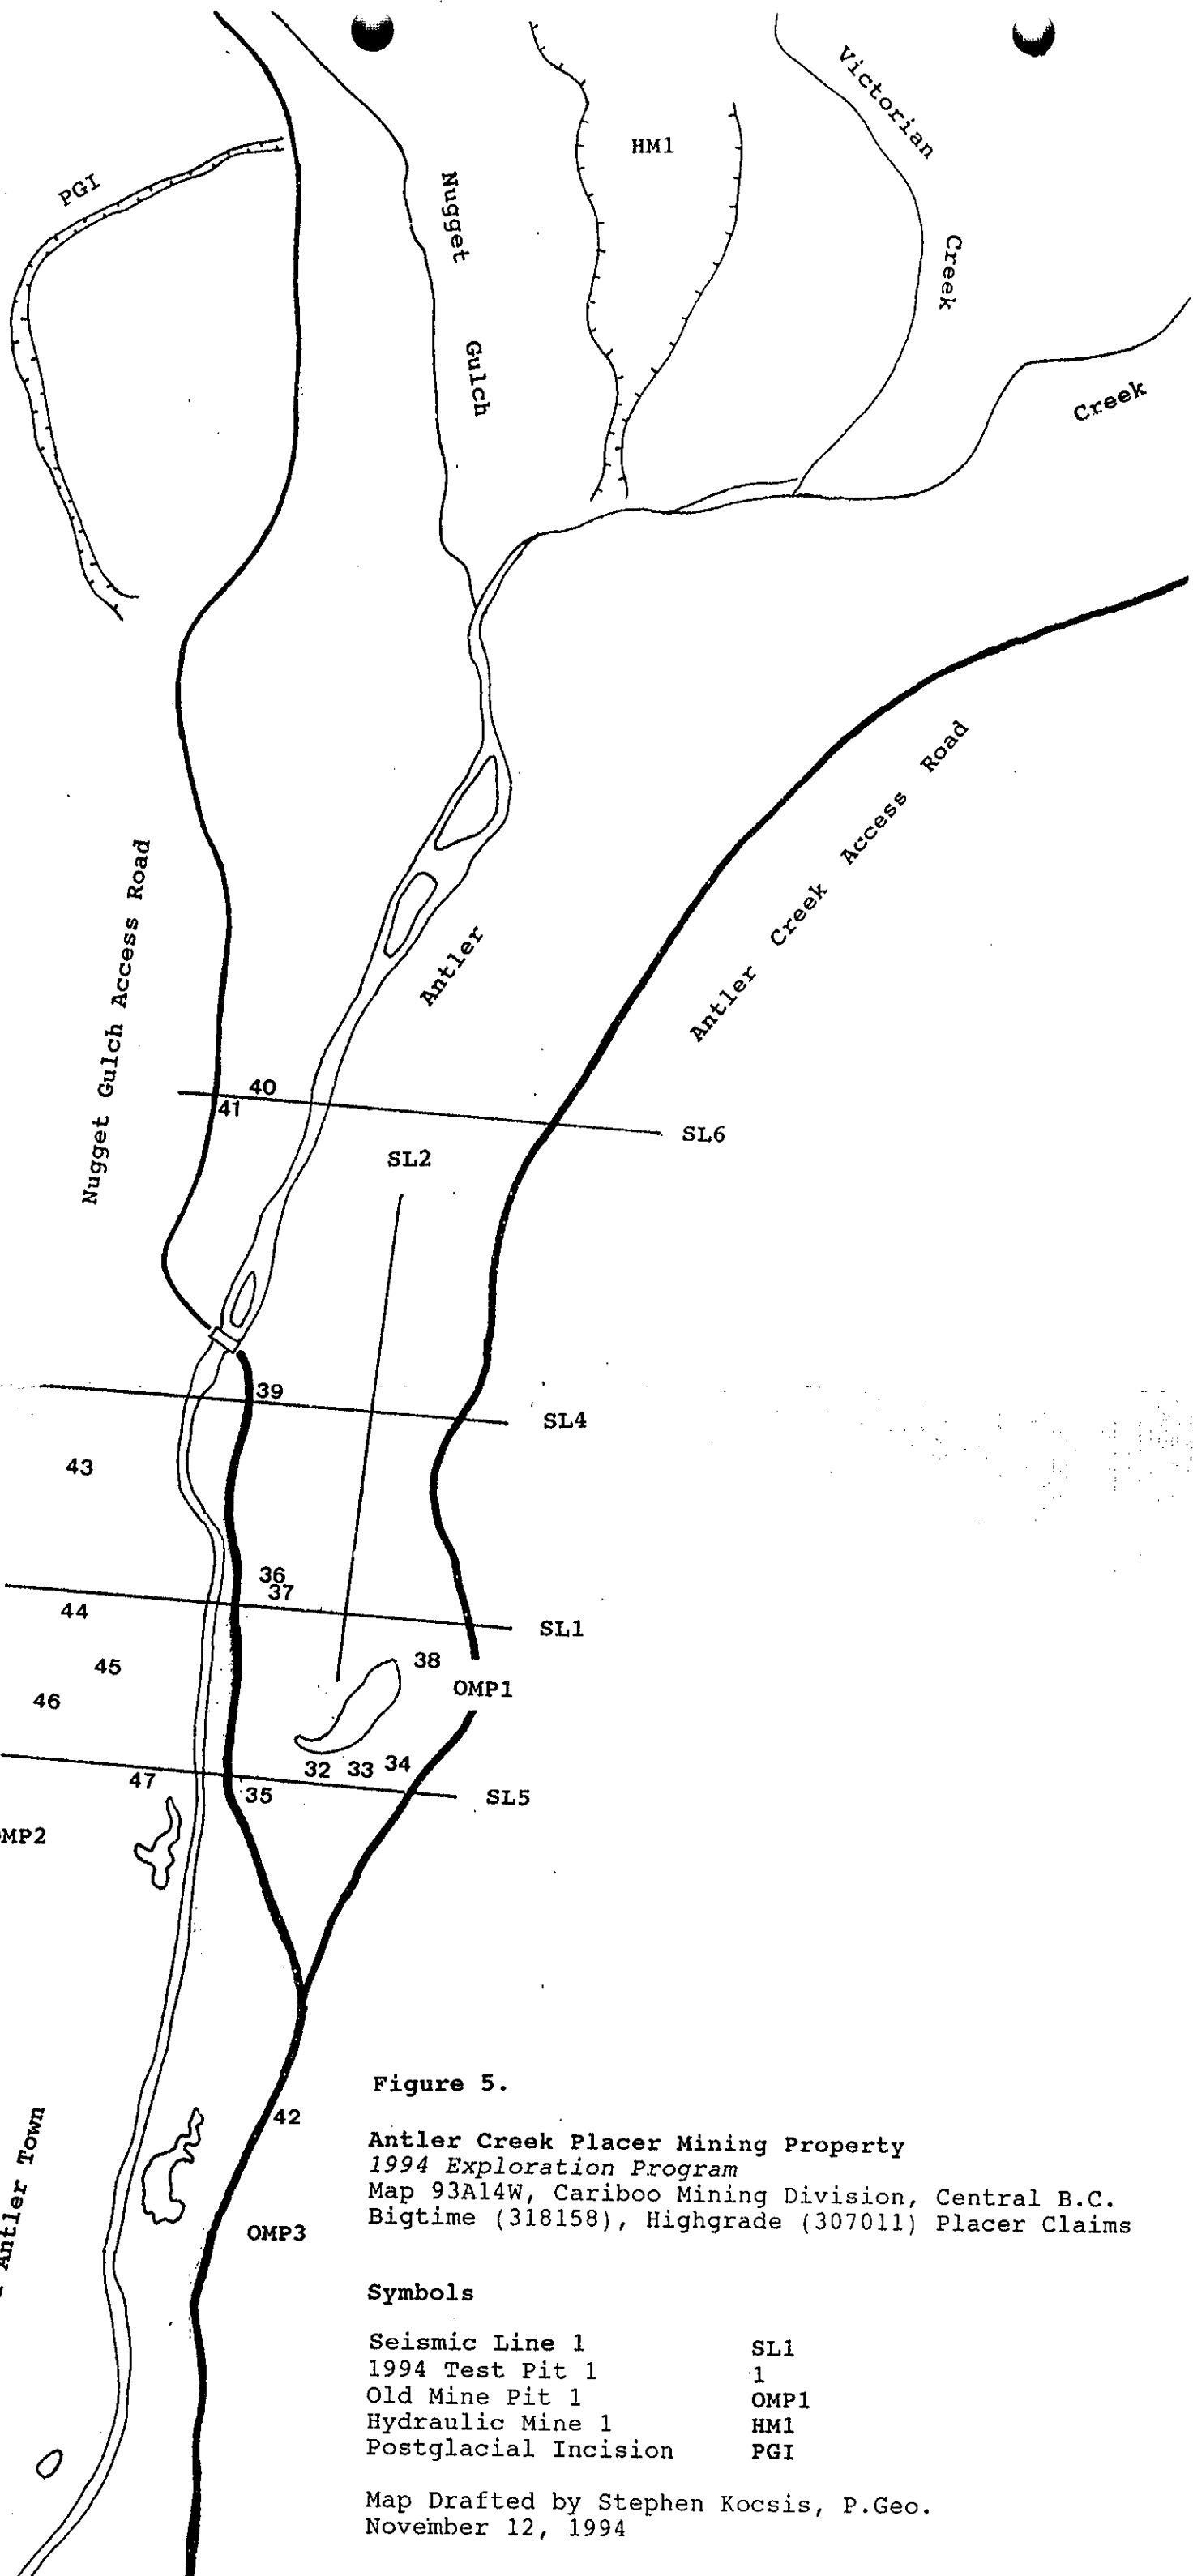 Victorian
Creek
HM1
PGI
Nugget
Gulch
Creek
Antler Creek Access Road
Nugget Gulch Access Road
Antler
40
41
SL6
SL2
39
SL4
43
36
37
44
SL1
45
38
46
OMP1
32 33 34
47
35
SL5
MP2
42
Antler Town
OMP3
Figure 5.
Antler Creek Placer Mining Property
1994 Exploration Program
Map 93A14W, Cariboo Mining Division, Central B.C.
Bigtime (318158), Highgrade (307011) Placer Claims
Symbols
Seismic Line 1 SL1
1994 Test Pit 1 1
Old Mine Pit 1 OMP1
Hydraulic Mine 1 HM1
Postglacial Incision PGI
Map Drafted by Stephen Kocsis, P.Geo.
November 12, 1994